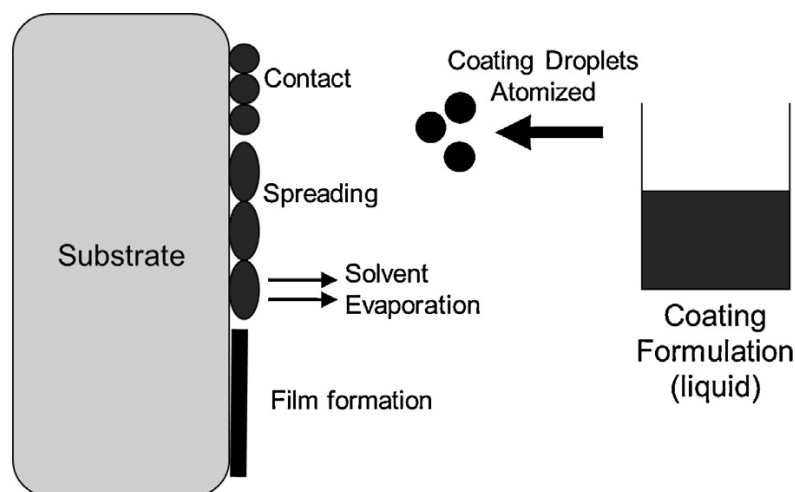 Coating Droplets
Atomized
Contact
Spreading
Substrate
Solvent
Evaporation
Coating
Formulation
(liquid)
Film formation